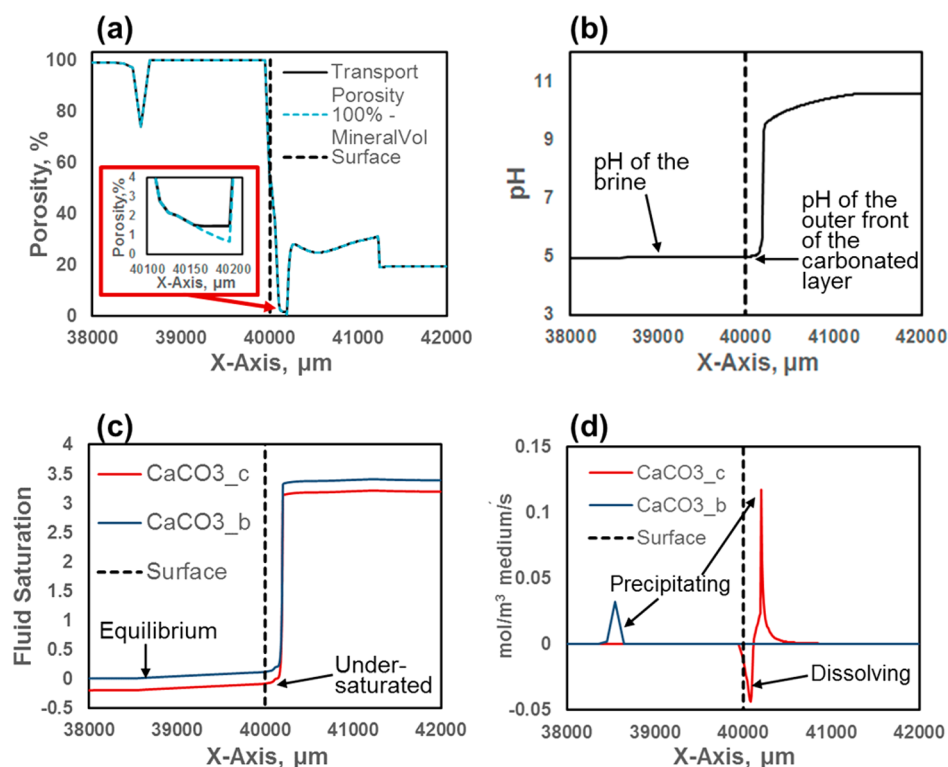 (a)
100
80
60
40
20
0
Porosity, %
Transport
Porosity
100% -
MineralVol
Surface
4
3
2
1
0
Porosity,%
40100 40150 40200
X-Axis, µm
38000 39000 40000 41000 42000
X-Axis, µm
(b)
11
9
7
5
3
pH
pH of the
brine
pH of the
outer front
of the
carbonated
layer
38000 39000 40000 41000 42000
X-Axis, µm
(c)
4
3.5
3
2.5
2
1.5
1
0.5
0
-0.5
Fluid Saturation
CaCO3_c
CaCO3_b
Surface
Equilibrium
Under-
saturated
38000 39000 40000 41000 42000
X-Axis, µm
(d)
0.15
0.1
0.05
0
-0.05
mol/m³ medium/s
CaCO3_c
CaCO3_b
Surface
Precipitating
Dissolving
38000 39000 40000 41000 42000
X-Axis, µm